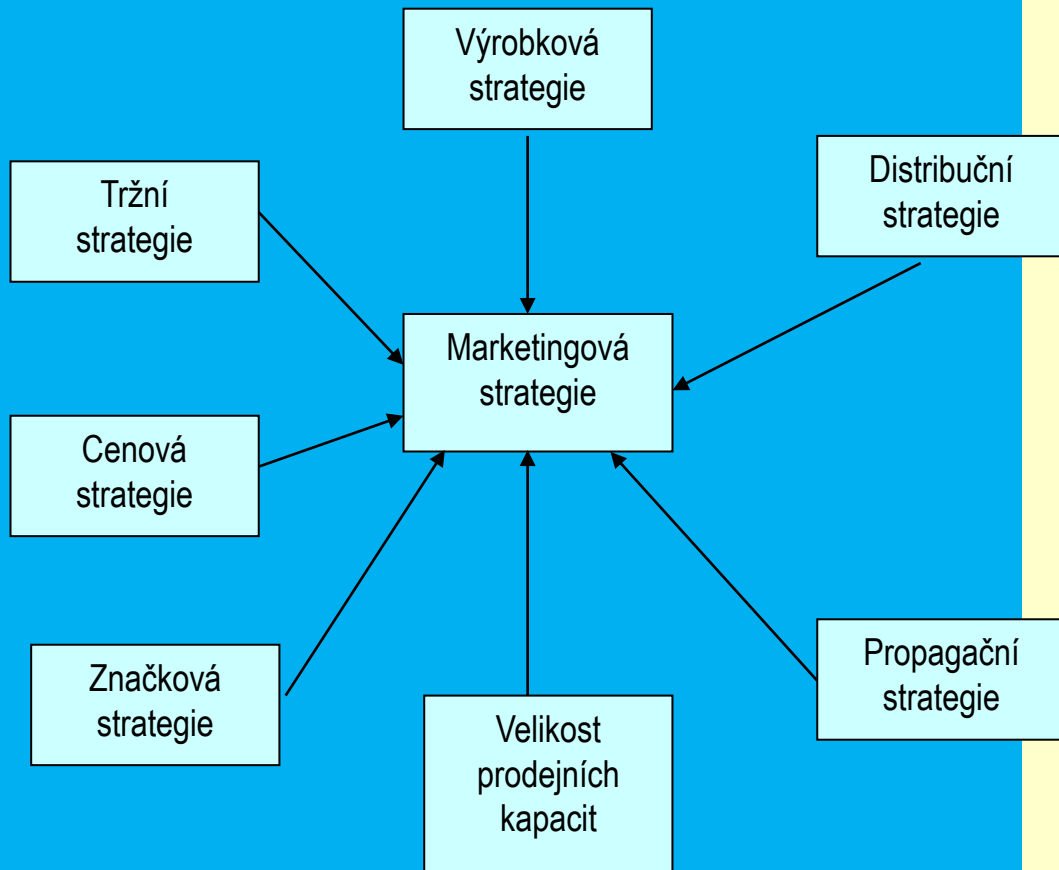 Výrobková
strategie
Tržní
strategie
Distribuční
strategie
Marketingová
strategie
Cenová
strategie
Značková
strategie
Velikost
prodejních
kapacit
Propagační
strategie